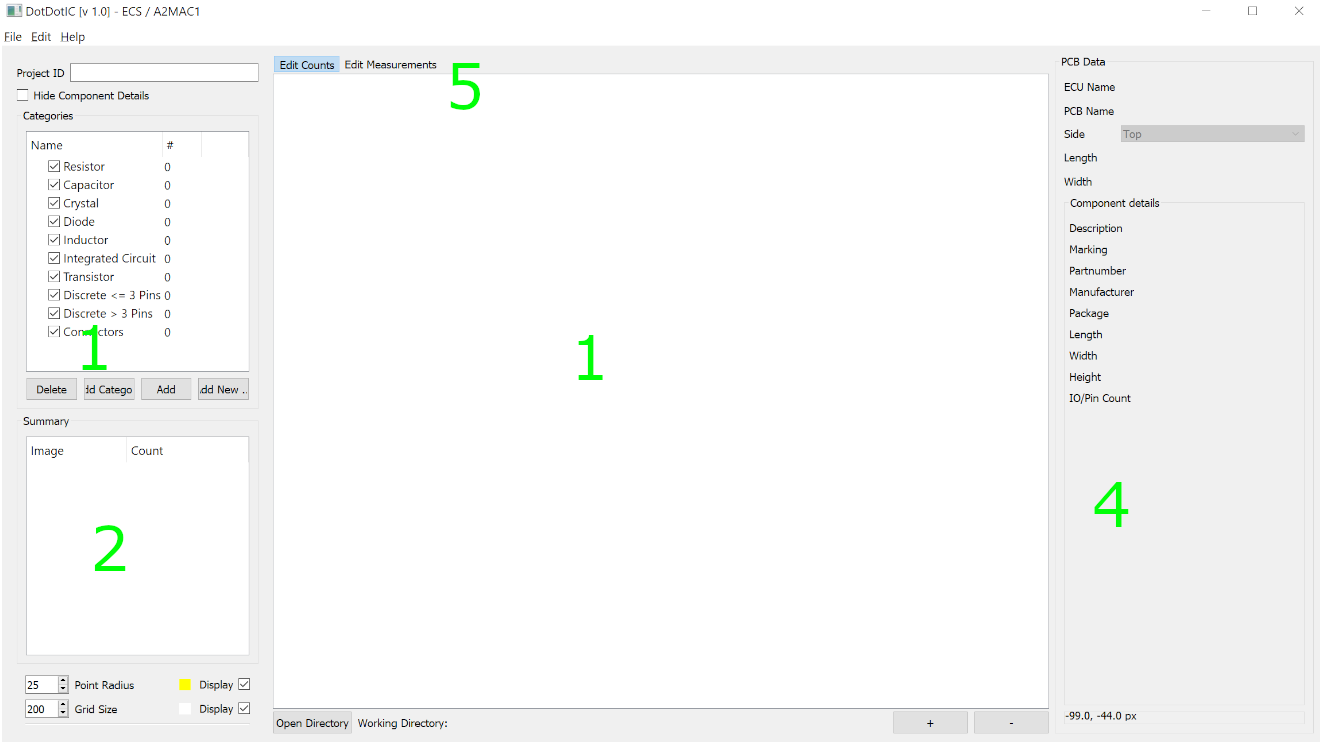 DotDotIC [v 1.0] - ECS / A2MAC1
File Edit Help
Project ID
Hide Component Details
Categories
Name #
Resistor 0
Capacitor 0
Crystal 0
Diode 0
Inductor 0
Integrated Circuit 0
Transistor 0
Discrete <= 3 Pins 0
Discrete > 3 Pins 0
Connectors 0
1
Delete dd Catego Add dd New ..
Summary
Image Count
2
25 Point Radius Display
200 Grid Size Display
Edit Counts Edit Measurements
5
1
Open Directory Working Directory: + -
PCB Data
ECU Name
PCB Name
Side Top
Length
Width
Component details
Description
Marking
Partnumber
Manufacturer
Package
Length
Width
Height
IO/Pin Count
4
-99.0, -44.0 px